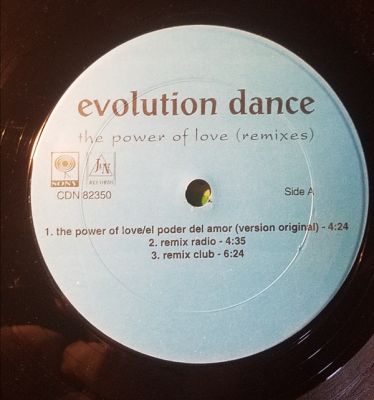 evolution dance
the power of love (remixes)
SONY
J&N
RECORDS
CDN 82350
Side A
1. the power of love/el poder del amor (version original) - 4:24
2. remix radio - 4:35
3. remix club - 6:24